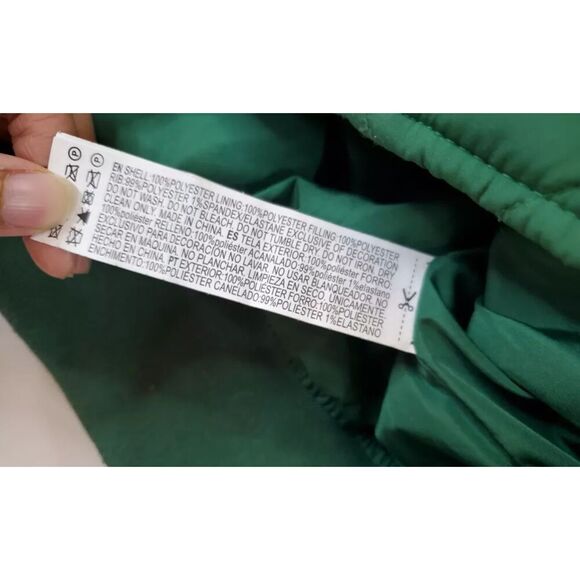 EN SHELL:100%POLYESTER LINING:100%POLYESTER FILLING:100%POLYESTER
RIB:99%POLYESTER 1%SPANDEX/ELASTANE EXCLUSIVE OF DECORATION
DO NOT WASH. DO NOT BLEACH. DO NOT TUMBLE DRY. DO NOT IRON. DRY
CLEAN ONLY. MADE IN CHINA. ES TELA EXTERIOR:100%poliéster FORRO:
100%poliéster RELLENO:100%poliéster ACANALADO:99%poliéster 1%elastano
EXCLUSIVO PARA DECORACIÓN NO LAVAR. NO USAR BLANQUEADOR NO
SECAR EN MAQUINA. NO PLANCHAR. LIMPIEZA EN SECO. ÚNICAMENTE
HECHO EN CHINA. PT EXTERIOR:100%POLIÉSTER FORRO:100%POLIÉSTER
ENCHIMENTO:100%POLIÉSTER CANELADO:99%POLIÉSTER 1%ELASTANO
P
P